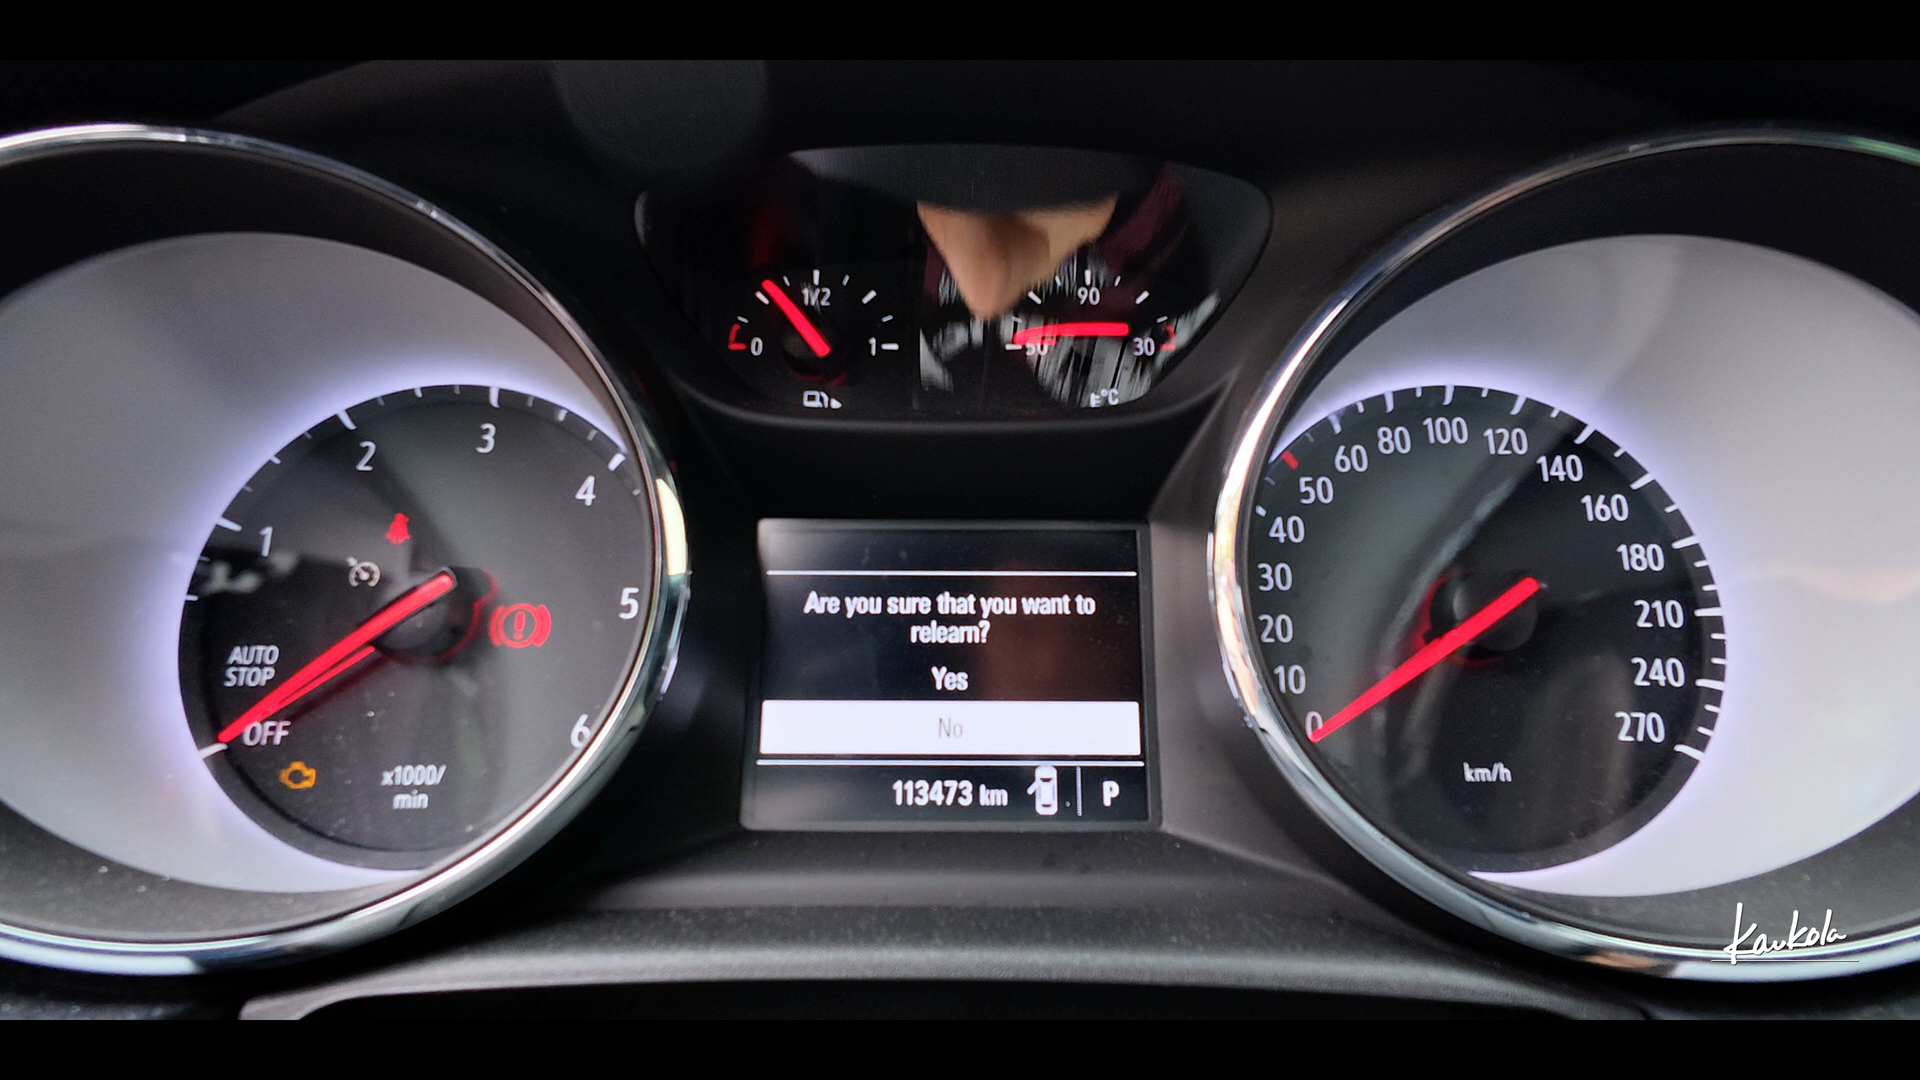 0
1/2
1
50
90
130
°C
1
2
3
4
5
6
AUTO
STOP
OFF
x1000/
min
Are you sure that you want to
relearn?
Yes
No
113473 km
P
0
10
20
30
40
50
60
80
100
120
140
160
180
210
240
270
km/h
Kaukola